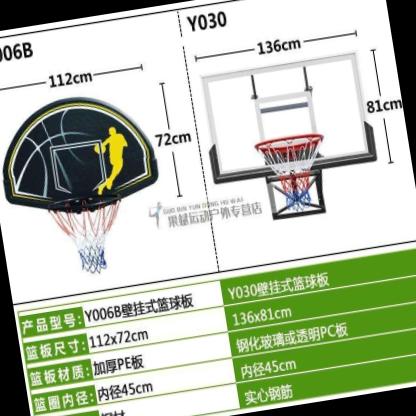 006B
Y030
112cm
136cm
72cm
81cm
GUO BIN YUN DONG HU WAI
果缤运动户外专营店
产品型号: Y006B壁挂式篮球板 Y030壁挂式篮球板
篮板尺寸: 112x72cm 136x81cm
篮板材质: 加厚PE板 钢化玻璃或透明PC板
篮圈内径: 内径45cm 内径45cm
实心钢筋